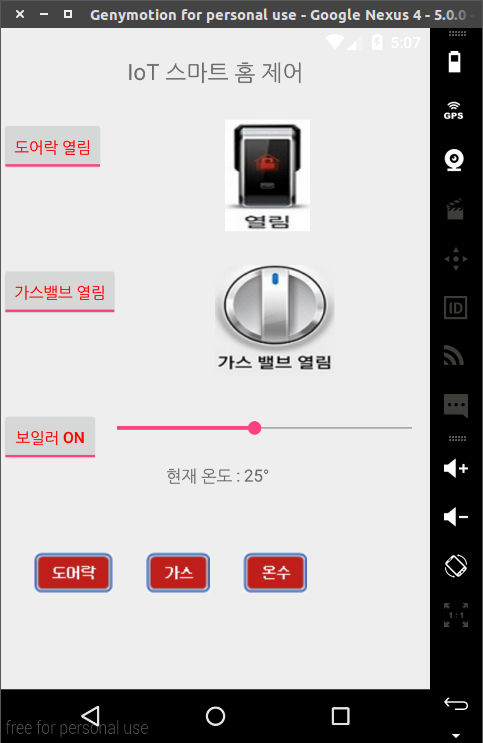 Genymotion for personal use - Google Nexus 4 - 5.0.0 -
5:07
IoT 스마트 홈 제어
도어락 열림
열림
가스밸브 열림
가스 밸브 열림
보일러 ON
현재 온도 : 25°
도어락 가스 온수
free for personal use
GPS
ID
1:1